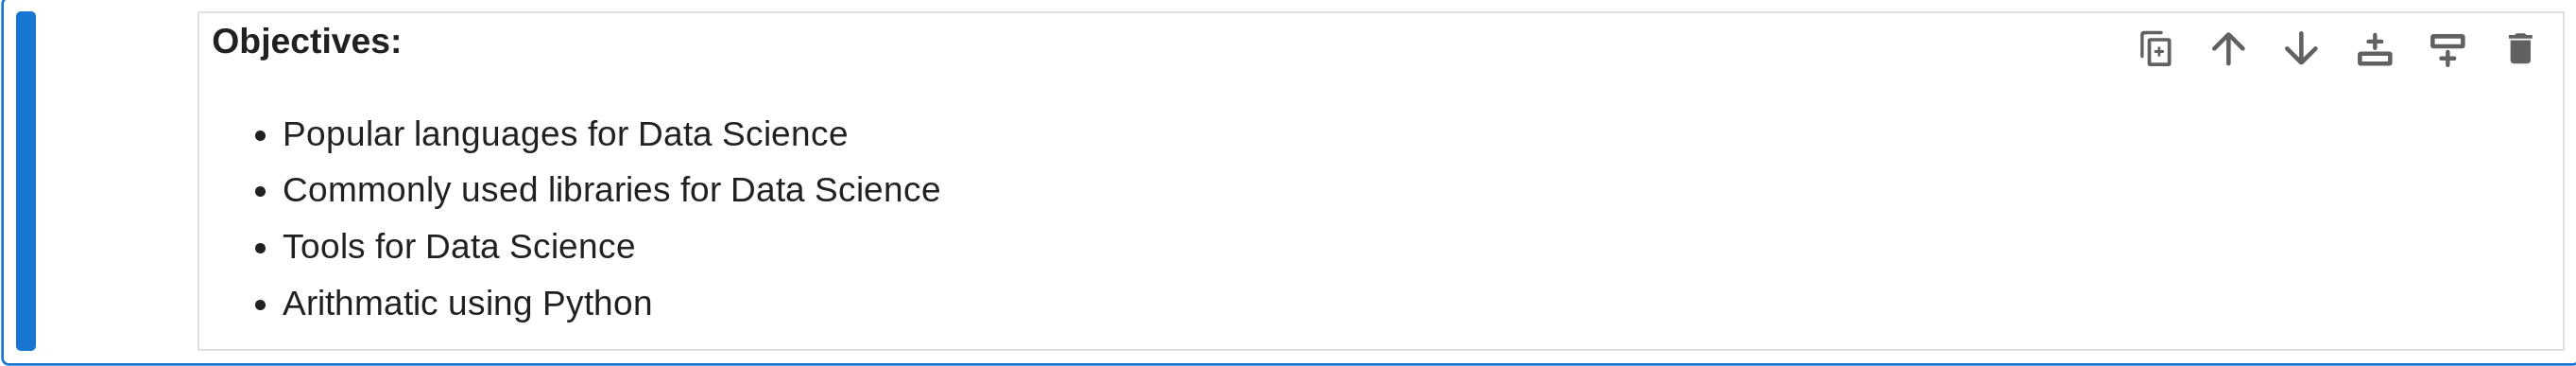 Objectives:
• Popular languages for Data Science
• Commonly used libraries for Data Science
• Tools for Data Science
• Arithmatic using Python